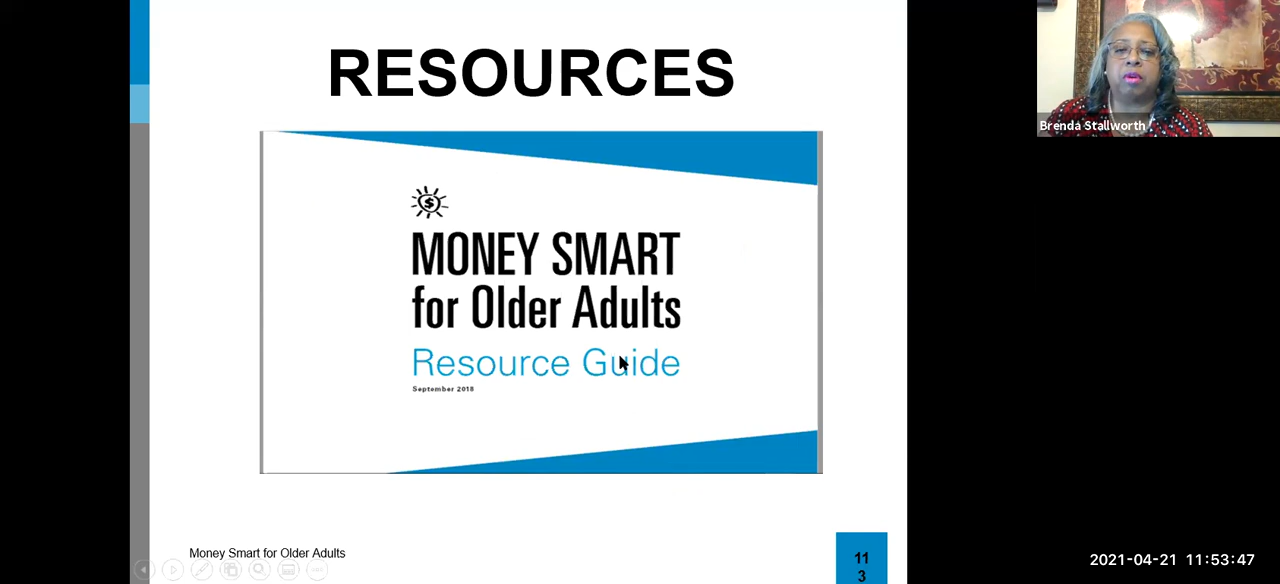 RESOURCES
$
MONEY SMART
for Older Adults
Resource Guide
September 2018
Brenda Stallworth
Money Smart for Older Adults
11
3
2021-04-21 11:53:47